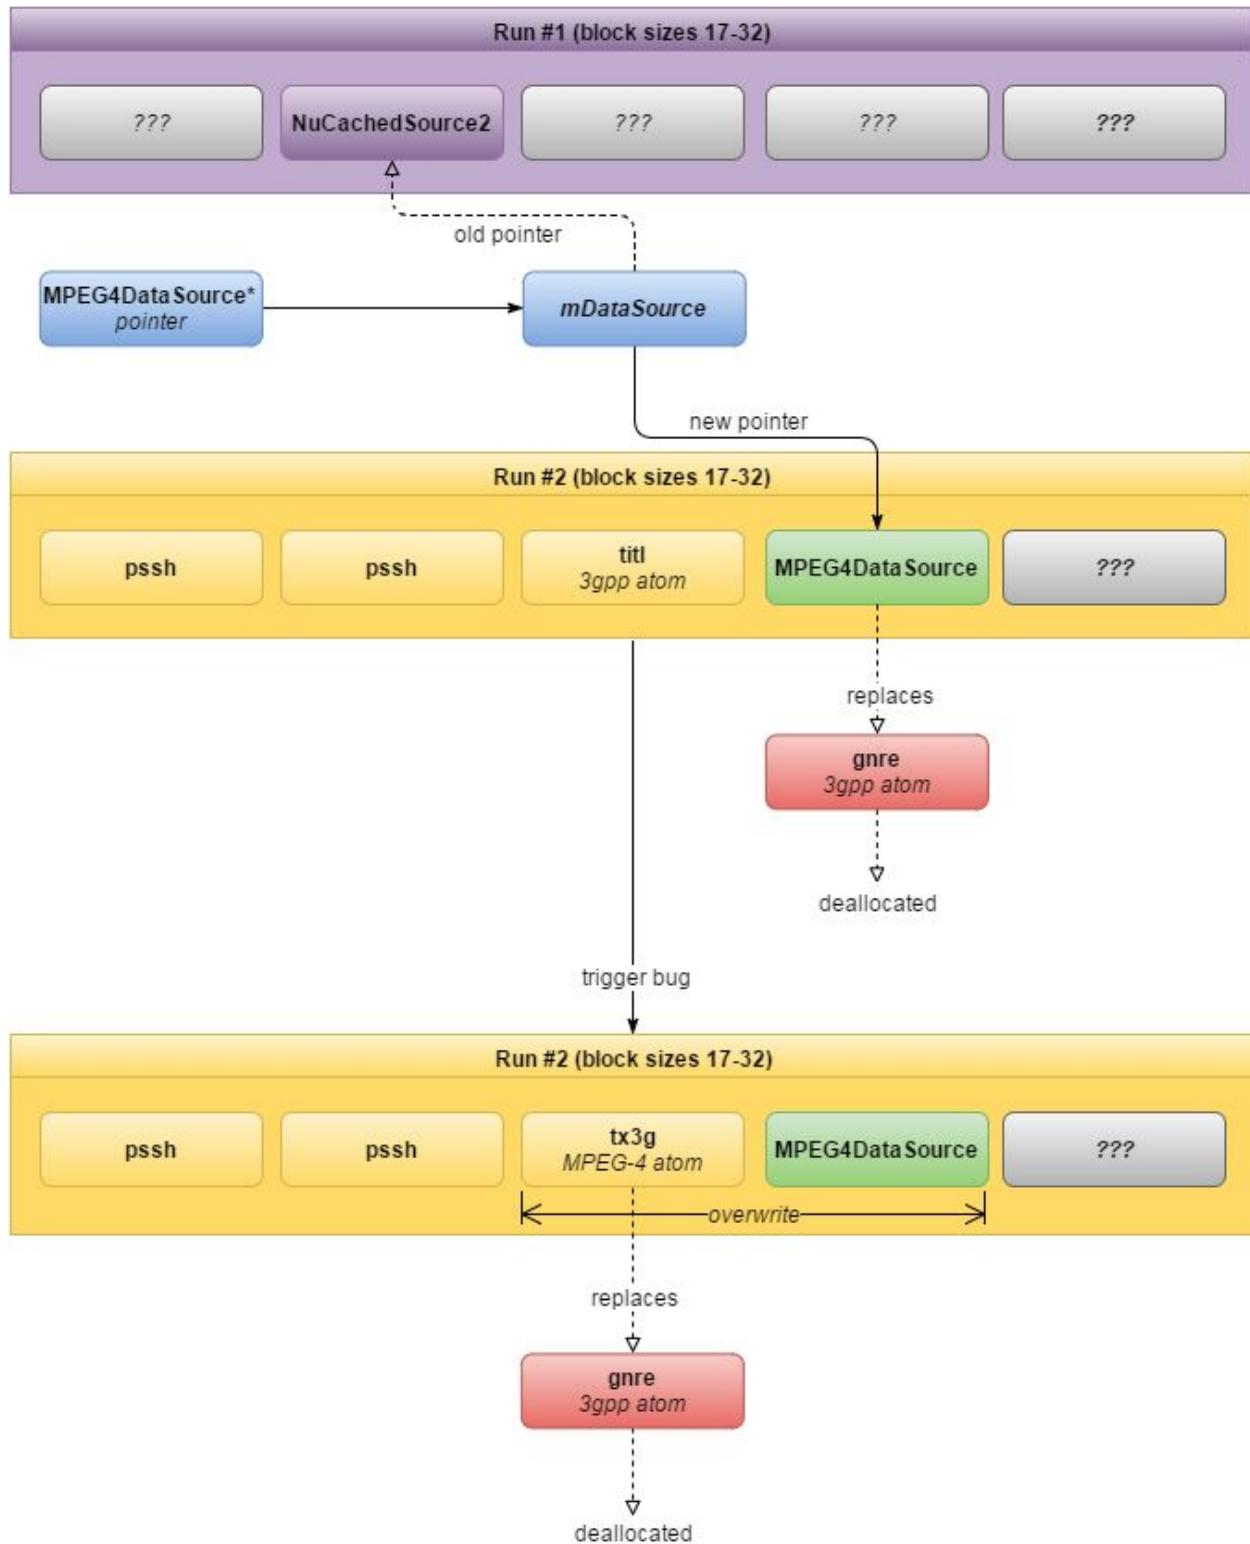 Run #1 (block sizes 17-32)
???
NuCachedSource2
???
???
???
old pointer
MPEG4DataSource*
pointer
mDataSource
new pointer
Run #2 (block sizes 17-32)
pssh
pssh
titl
3gpp atom
MPEG4DataSource
???
replaces
gnre
3gpp atom
deallocated
trigger bug
Run #2 (block sizes 17-32)
pssh
pssh
tx3g
MPEG-4 atom
MPEG4DataSource
???
overwrite
replaces
gnre
3gpp atom
deallocated